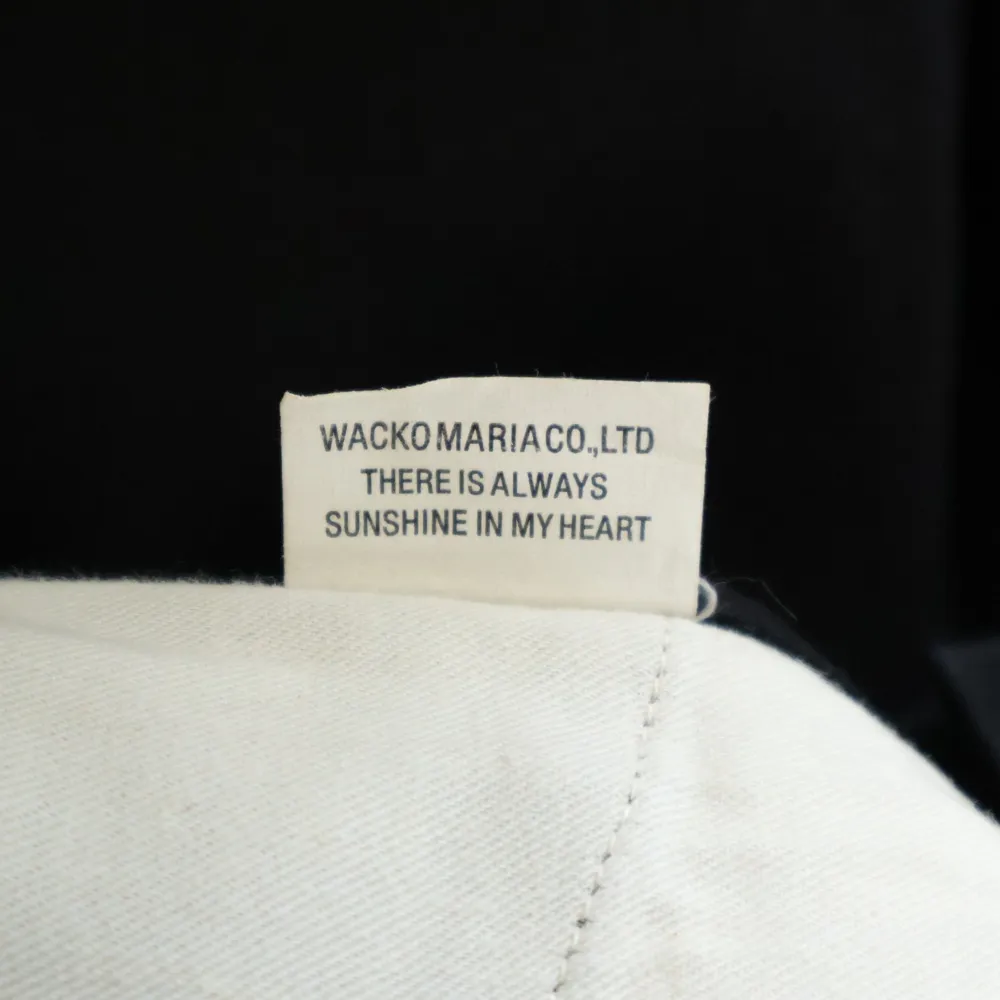 WACKO MARIA CO.,LTD
THERE IS ALWAYS
SUNSHINE IN MY HEART